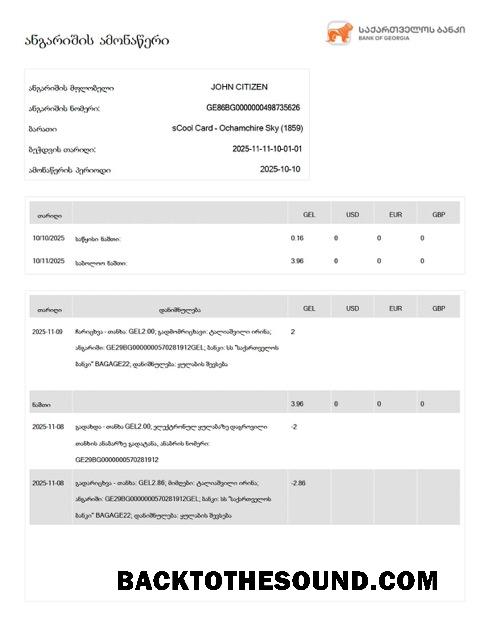 საქართველოს ბანკი
BANK OF GEORGIA
ანგარიშის ამონაწერი
ანგარიშის მფლობელი JOHN CITIZEN
ანგარიშის ნომერი: GE86BG0000000498735626
ბარათი sCool Card - Ochamchire Sky (1859)
ბეჭდვის თარიღი: 2025-11-11-10-01-01
ამონაწერის პერიოდი 2025-10-10
თარიღი GEL USD EUR GBP
10/10/2025 საწყისი ნაშთი: 0.16 0 0 0
10/11/2025 საბოლოო ნაშთი: 3.96 0 0 0
თარიღი დანიშნულება GEL USD EUR GBP
2025-11-09 ჩარიცხვა - თანხა: GEL2.00; გადმომრიცხავი: ტალიაშვილი ირინა; 2
ანგარიში: GE29BG0000000570281912GEL; ბანკი: სს "საქართველოს
ბანკი" BAGAGE22; დანიშნულება: ყულაბის შევსება
ნაშთი 3.96 0 0 0
2025-11-08 გადახდა - თანხა GEL2.00; ელექტრონულ ყულაბაზე დაგროვილი -2
თანხის ანაბარზე გადატანა, ანაბრის ნომერი:
GE29BG0000000570281912
2025-11-08 გადარიცხვა - თანხა: GEL2.86; მიმღები: ტალიაშვილი ირინა; -2.86
ანგარიში: GE29BG0000000570281912GEL; ბანკი: სს "საქართველოს
ბანკი" BAGAGE22; დანიშნულება: ყულაბის შევსება
BACKTOTHESOUND.COM